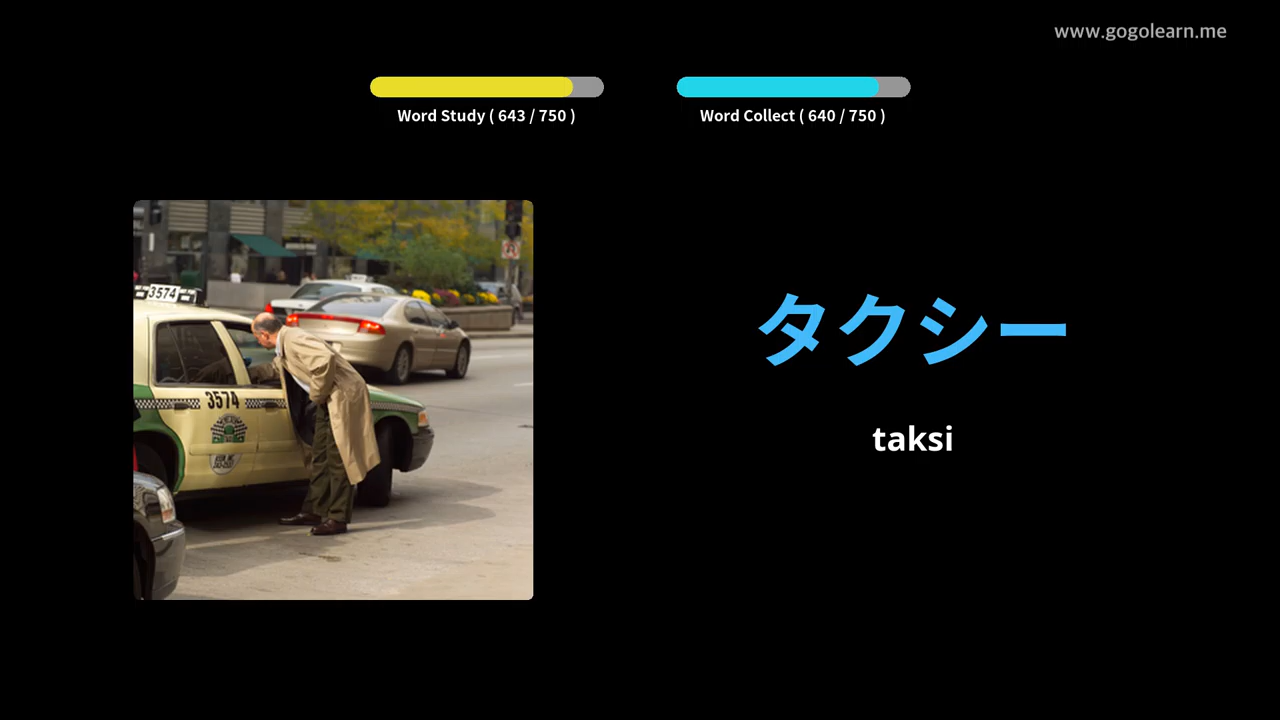 www.gogolearn.me
Word Study ( 643 / 750 )
Word Collect ( 640 / 750 )
3574
3574
タクシー
taksi